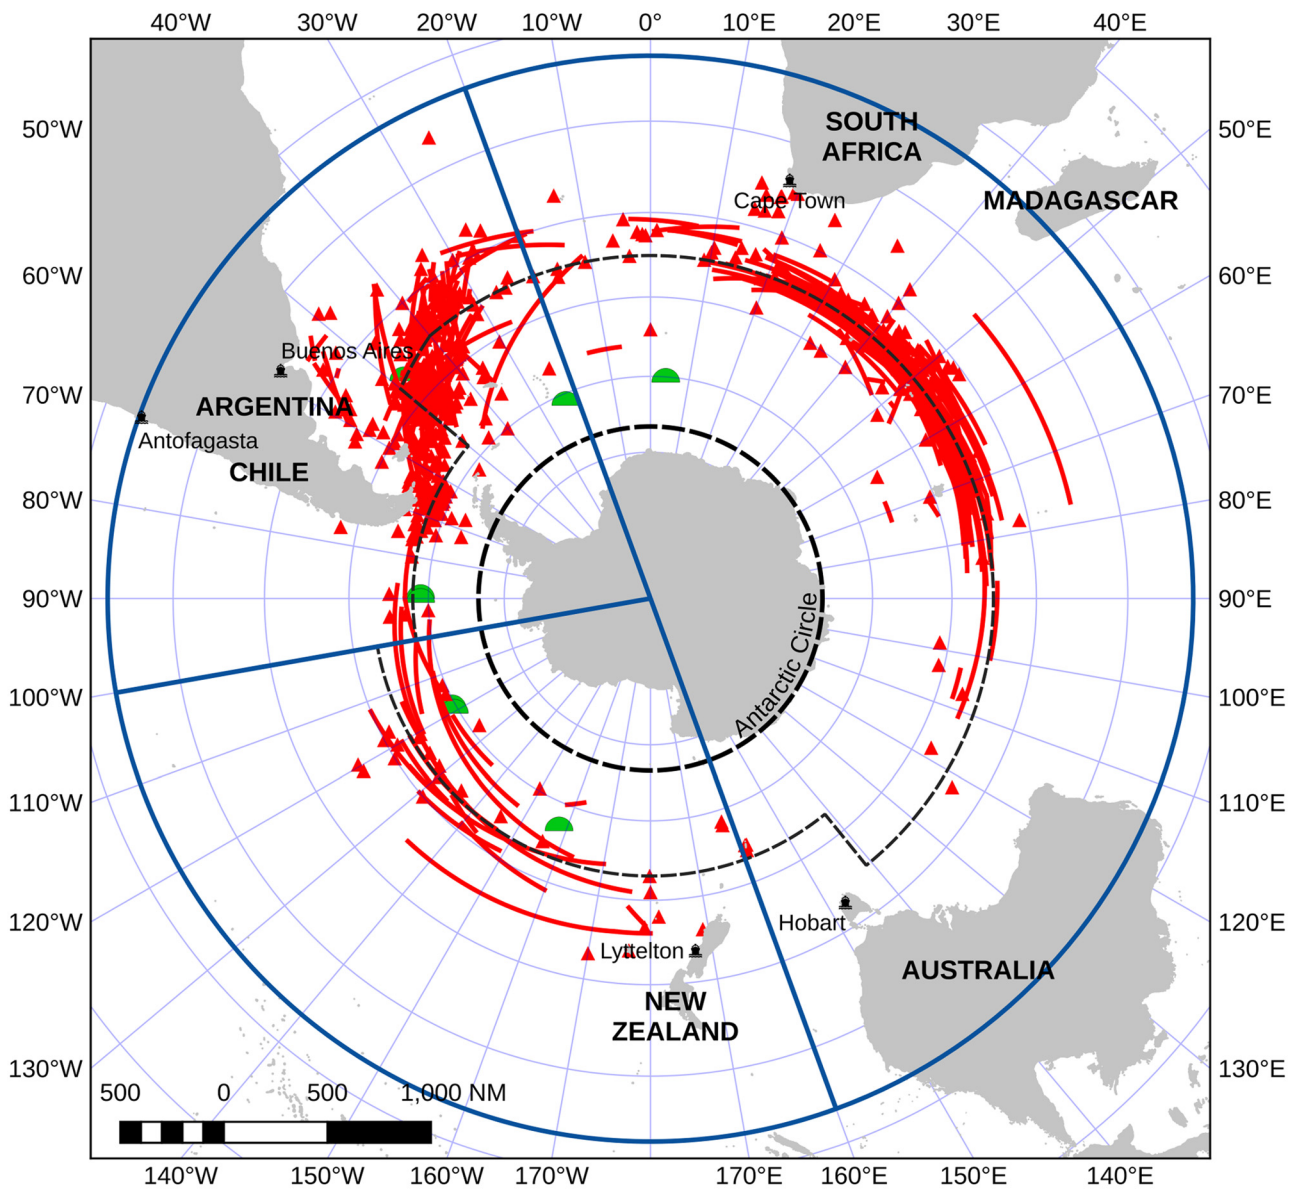 40°W 30°W 20°W 10°W 0° 10°E 20°E 30°E 40°E
50°W
SOUTH
AFRICA
50°E
Cape Town
MADAGASCAR
60°W
60°E
Buenos Aires
70°W
ARGENTINA
70°E
Antofagasta
CHILE
80°W
80°E
90°W
90°E
Antarctic Circle
100°W
100°E
110°W
110°E
120°W
Hobart
120°E
Lyttelton
AUSTRALIA
NEW
ZEALAND
130°W
130°E
500 0 500 1,000 NM
140°W 150°W 160°W 170°W 170°E 160°E 150°E 140°E